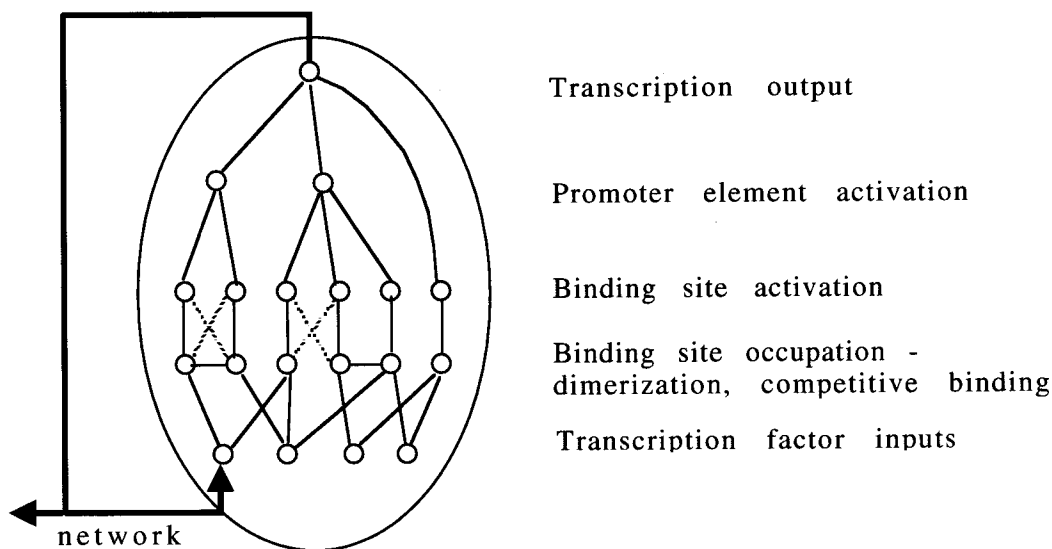 Transcription output
Promoter element activation
Binding site activation
Binding site occupation -
dimerization, competitive binding
Transcription factor inputs
network